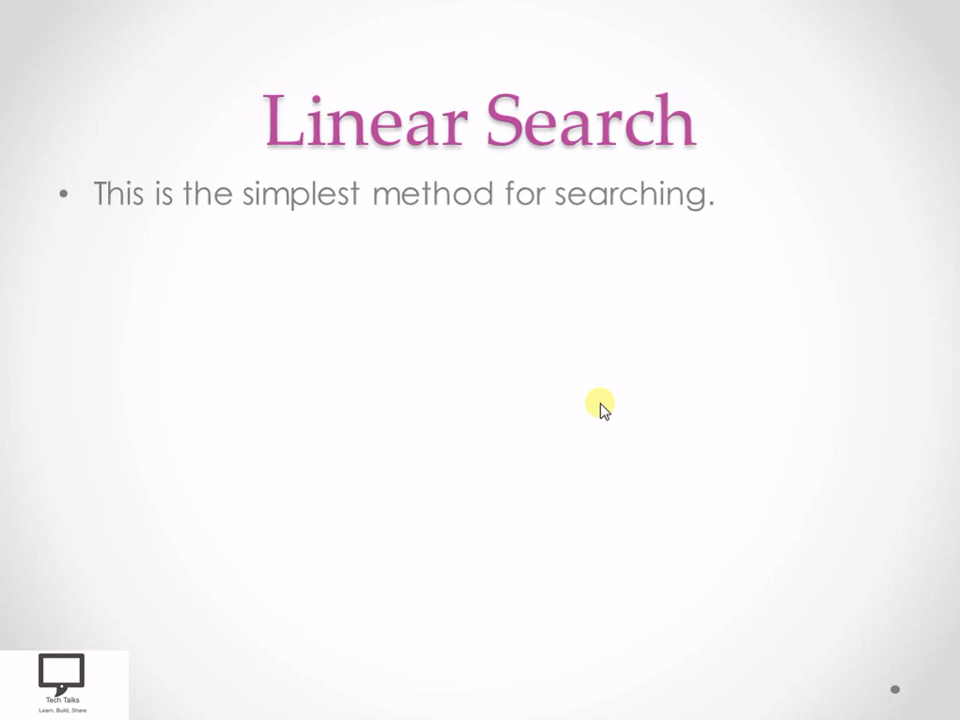 Linear Search
• This is the simplest method for searching.
Tech Talks
Learn, Build, Share